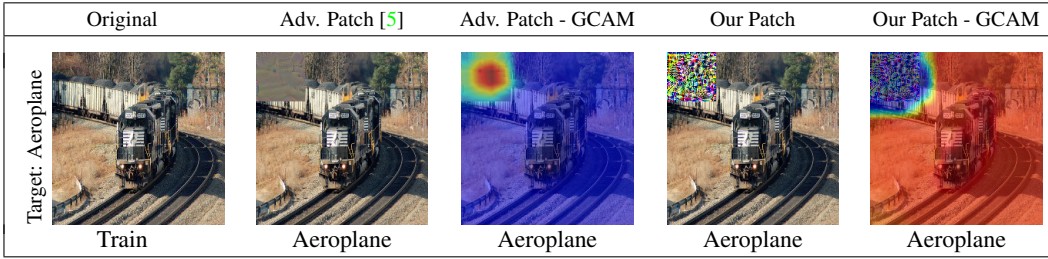 Original Adv. Patch [5] Adv. Patch - GCAM Our Patch Our Patch - GCAM
Target: Aeroplane
Train Aeroplane Aeroplane Aeroplane Aeroplane